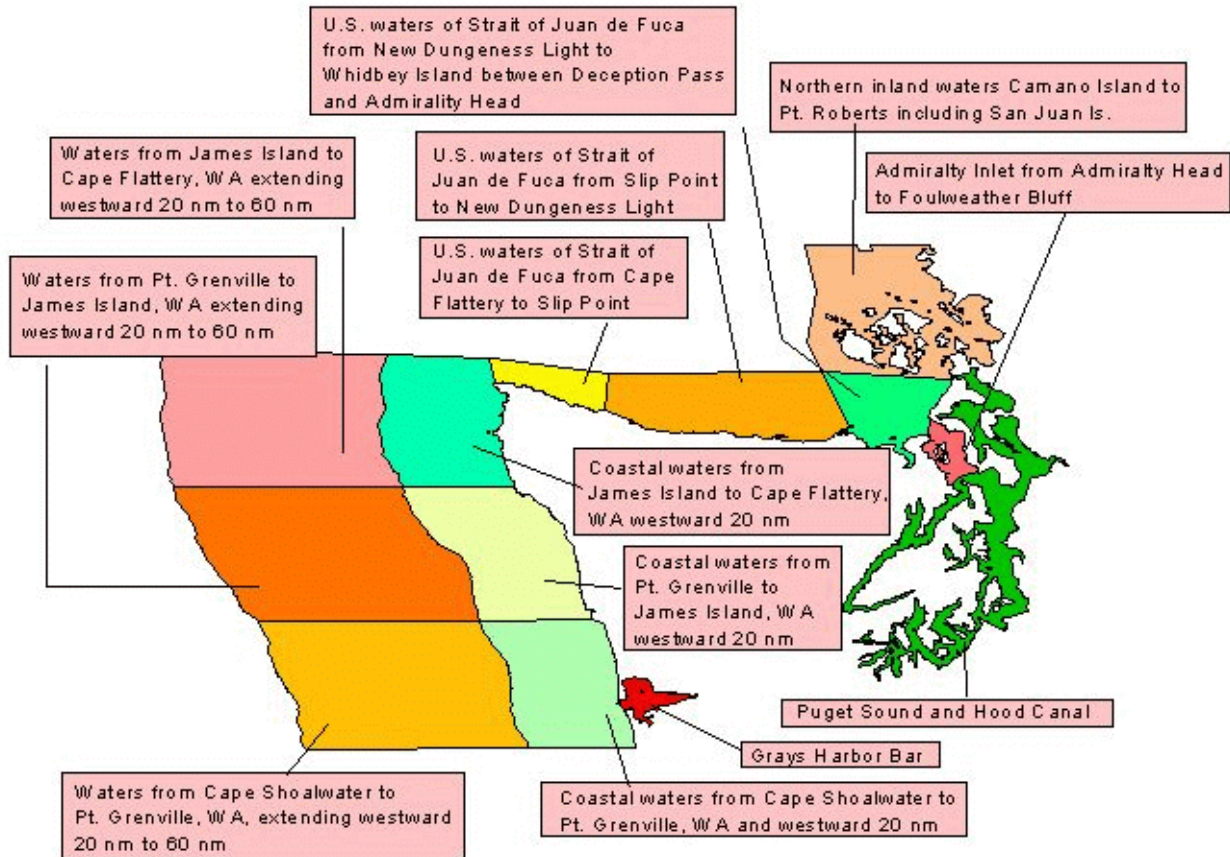 U.S. waters of Strait of Juan de Fuca
from New Dungeness Light to
Whidbey Island between Deception Pass
and Admirality Head
Northern inland waters Camano Island to
Pt. Roberts including San Juan Is.
Waters from James Island to
Cape Flattery, WA extending
westward 20 nm to 60 nm
U.S. waters of Strait of
Juan de Fuca from Slip Point
to New Dungeness Light
Admiralty Inlet from Admiralty Head
to Foulweather Bluff
U.S. waters of Strait of
Juan de Fuca from Cape
Flattery to Slip Point
Waters from Pt. Grenville to
James Island, WA extending
westward 20 nm to 60 nm
Coastal waters from
James Island to Cape Flattery,
WA westward 20 nm
Coastal waters from
Pt. Grenville to
James Island, WA
westward 20 nm
Puget Sound and Hood Canal
Grays Harbor Bar
Waters from Cape Shoalwater to
Pt. Grenville, WA, extending westward
20 nm to 60 nm
Coastal waters from Cape Shoalwater to
Pt. Grenville, WA and westward 20 nm